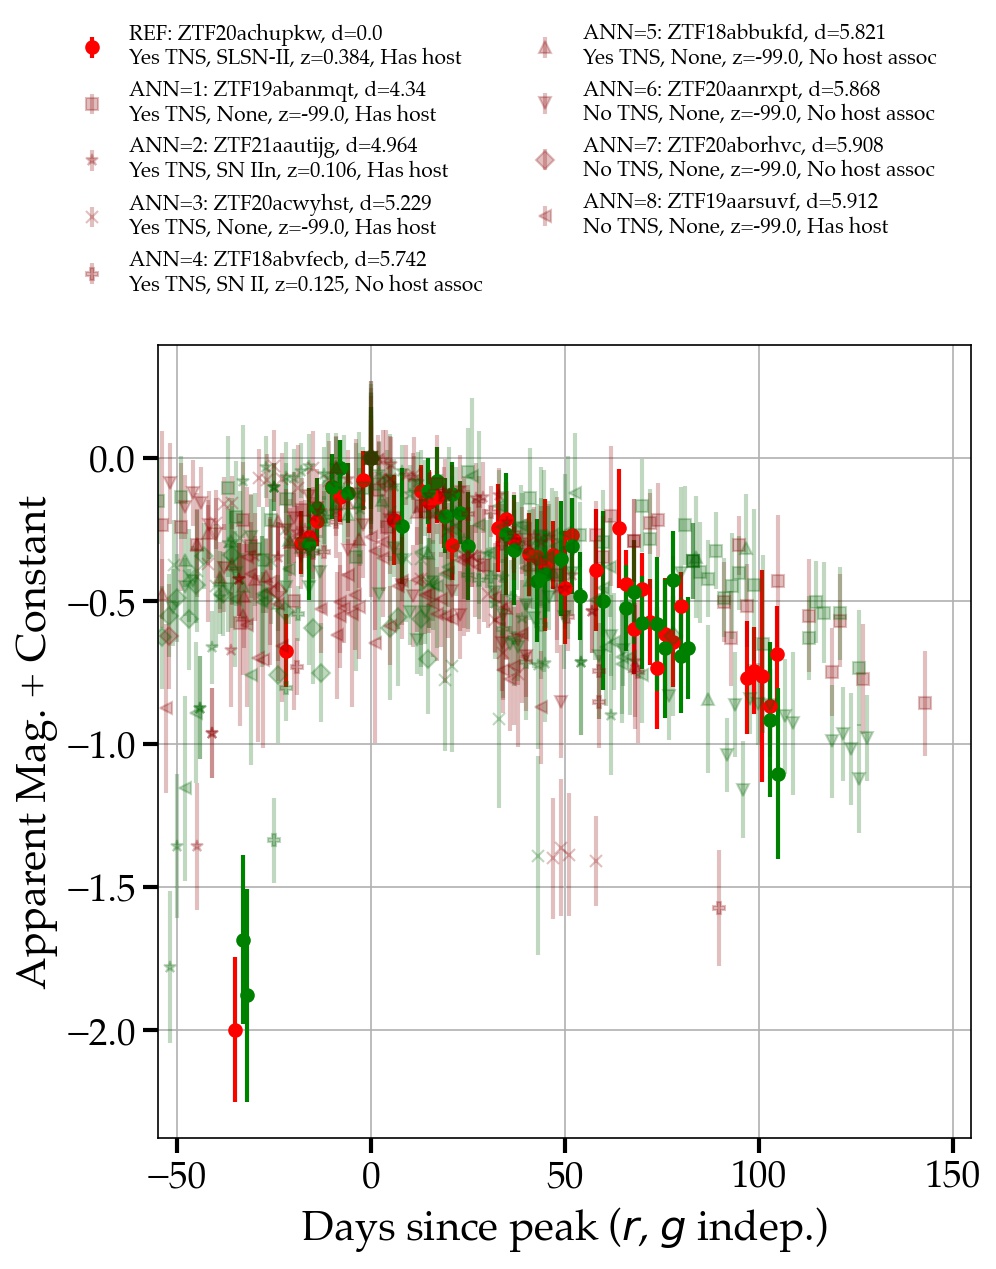 REF: ZTF20achupkw, d=0.0
Yes TNS, SLSN-II, z=0.384, Has host
ANN=1: ZTF19abanmqt, d=4.34
Yes TNS, None, z=-99.0, Has host
ANN=2: ZTF21aautijg, d=4.964
Yes TNS, SN IIn, z=0.106, Has host
ANN=3: ZTF20acwyhst, d=5.229
Yes TNS, None, z=-99.0, Has host
ANN=4: ZTF18abvfecb, d=5.742
Yes TNS, SN II, z=0.125, No host assoc
ANN=5: ZTF18abbukfd, d=5.821
Yes TNS, None, z=-99.0, No host assoc
ANN=6: ZTF20aanrxpt, d=5.868
No TNS, None, z=-99.0, No host assoc
ANN=7: ZTF20aborhvc, d=5.908
No TNS, None, z=-99.0, No host assoc
ANN=8: ZTF19aarsuvf, d=5.912
No TNS, None, z=-99.0, Has host
Apparent Mag. + Constant
0.0
−0.5
−1.0
−1.5
−2.0
−50
0
50
100
150
Days since peak (r, g indep.)